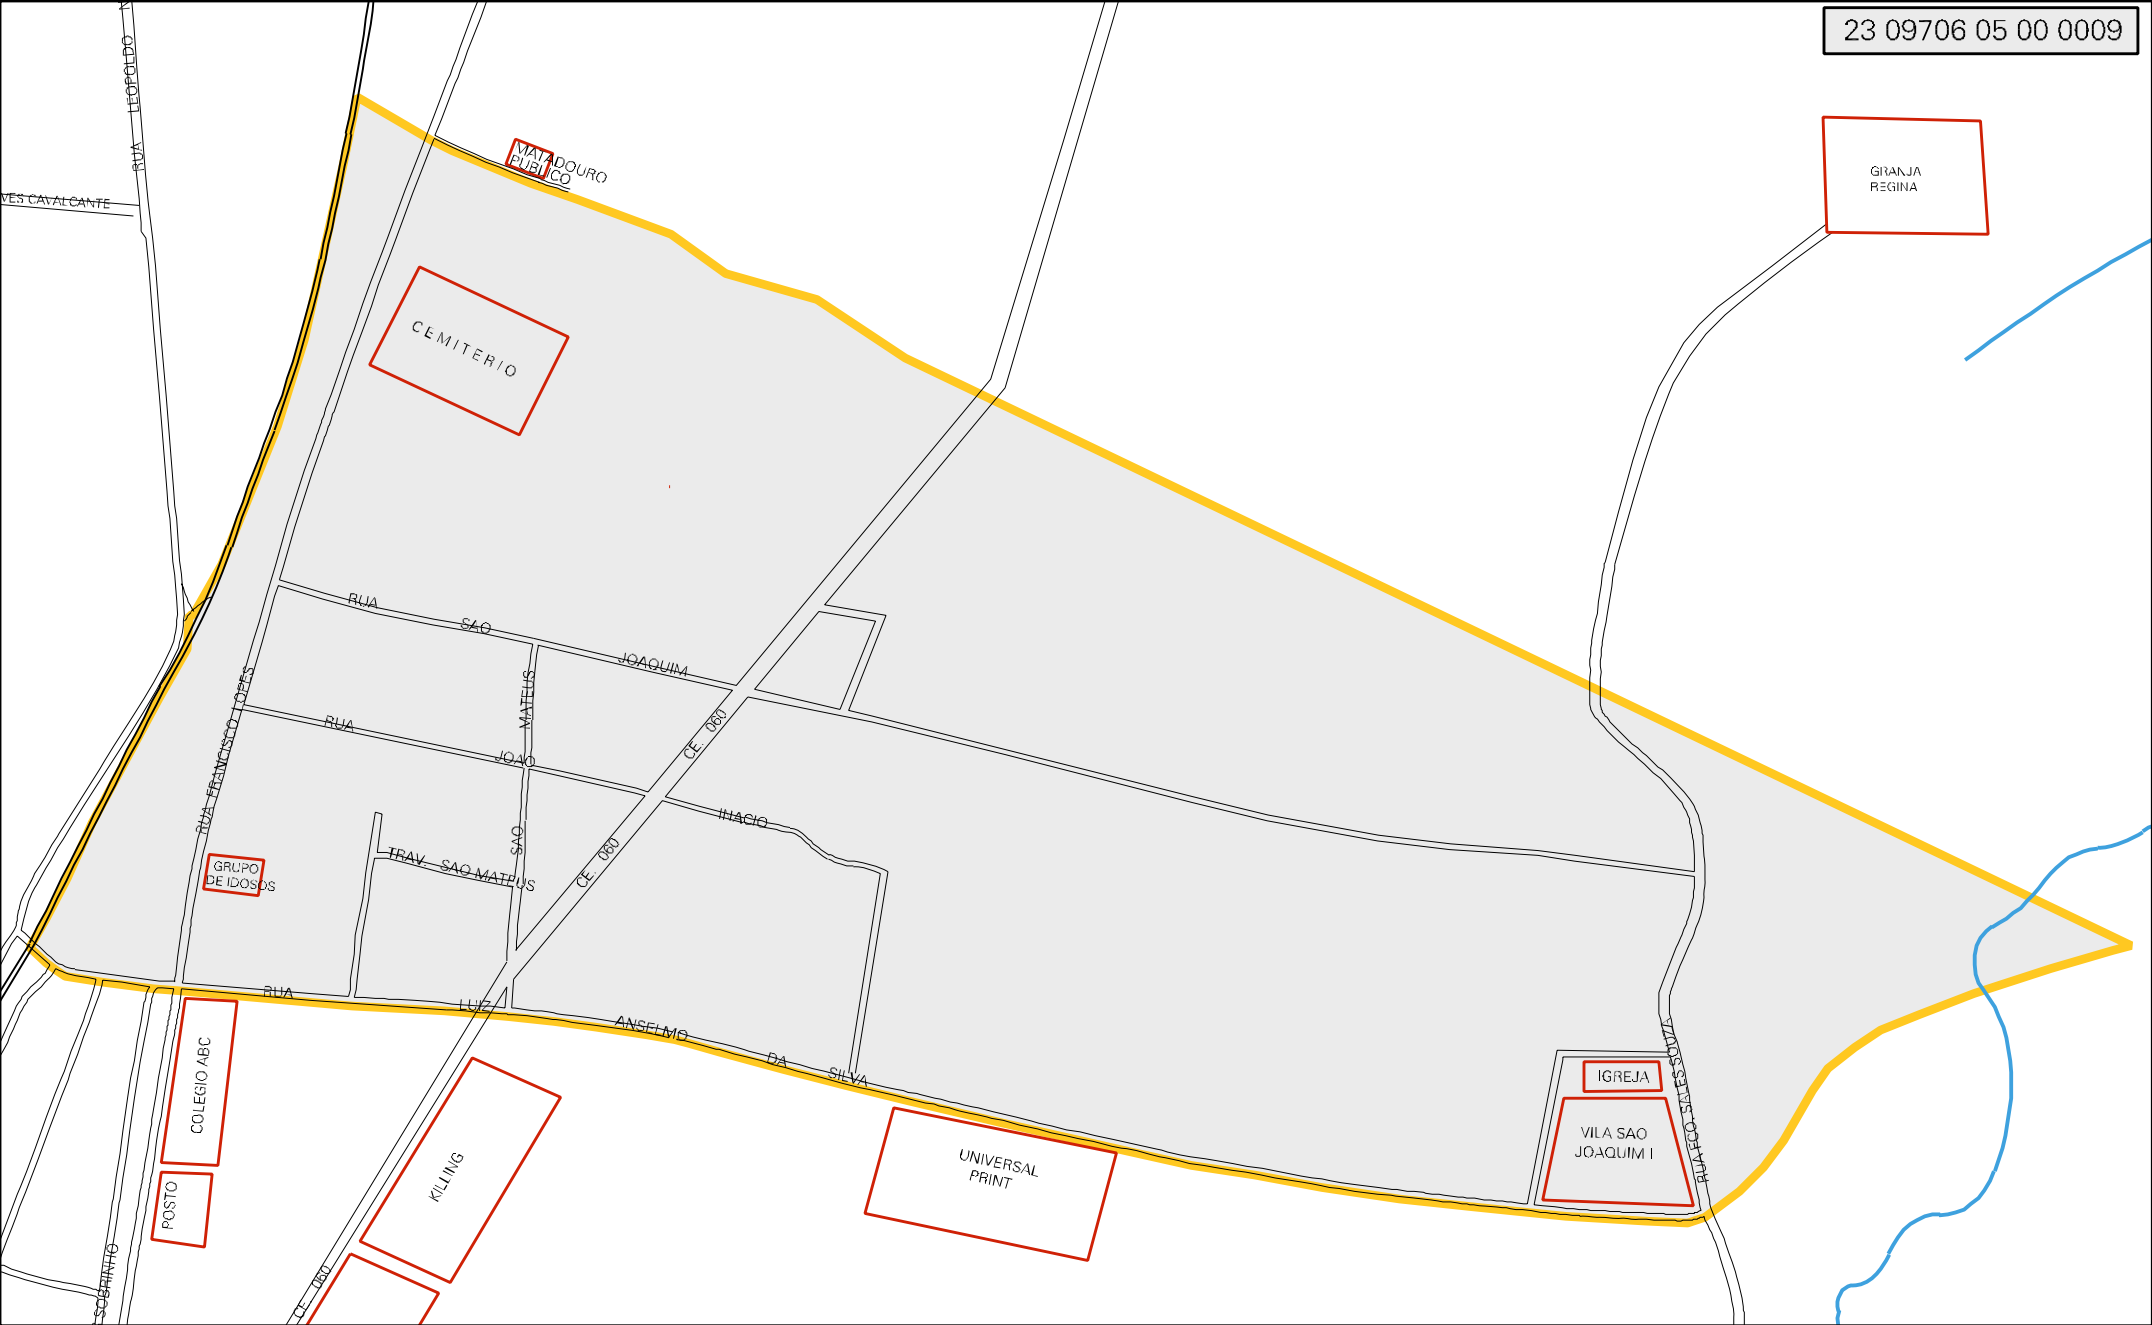 23 09706 05 00 0009
RUA LEOPOLDO
VES CAVALCANTE
MATADOURO
PUBLICO
GRANJA
REGINA
CEMITERIO
RUA SAO JOAQUIM
RUA FRANCISCO LOPES
RUA JOAO INACIO
SAO MATEUS
CE. 060
CE. 060
TRAV. SAO MATEUS
GRUPO
DE IDOSOS
RUA LUIZ ANSELMO DA SILVA
COLEGIO ABC
POSTO
SOBRINHO
KILLING
CE. 060
UNIVERSAL
PRINT
IGREJA
VILA SAO
JOAQUIM I
RUA FCO. SALES SOUZA